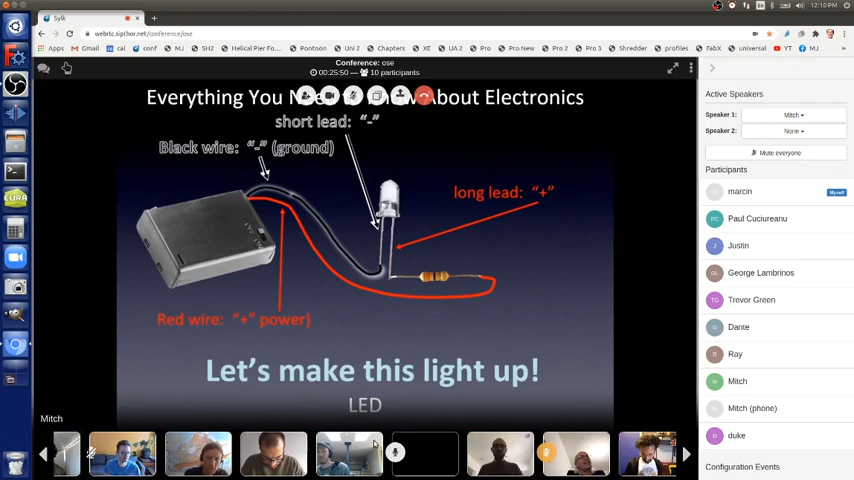 12:10 PM
Sylk
webrtc.sipthor.net/conference/ose
Apps
Gmail
cal
conf
MJ
SH2
Helical Pier Fo...
Pontoon
Uni 2
Chapters
XE
UA 2
Pro
Pro New
Pro 2
Pro 3
Shredder
profiles
FabX
universal
YT
MJ
Conference: ose
00:25:50 — 10 participants
Everything You N
w About Electronics
short lead: "-"
Black wire: "-" (ground)
long lead: "+"
Red wire: "+" power)
Let's make this light up!
LED
Mitch
Active Speakers
Speaker 1:
Mitch
Speaker 2:
None
Mute everyone
Participants
marcin
Myself
PC
Paul Cuciureanu
J
Justin
GL
George Lambrinos
TG
Trevor Green
D
Dante
R
Ray
M
Mitch
Mitch (phone)
duke
Configuration Events
CURA